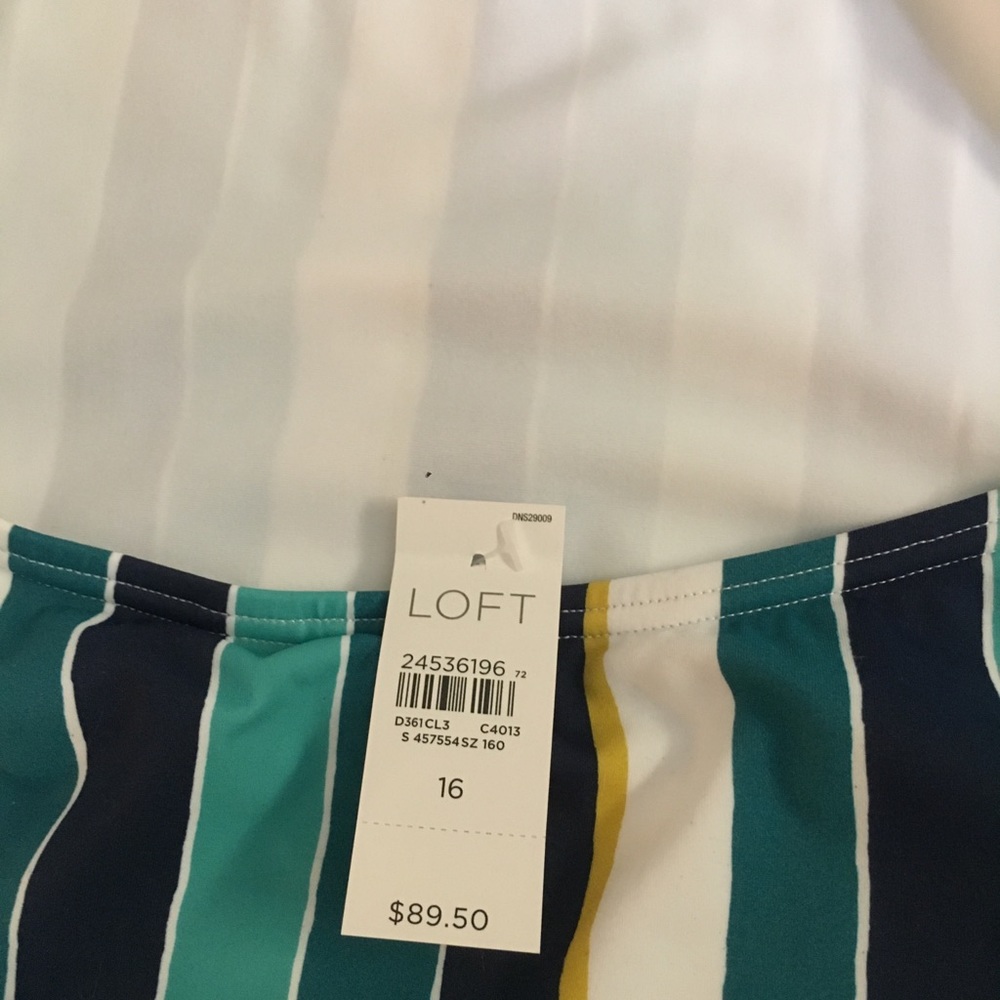 DNS29009
LOFT
24536196 72
D361CL3 C4013
S 457554 SZ 160
16
$89.50